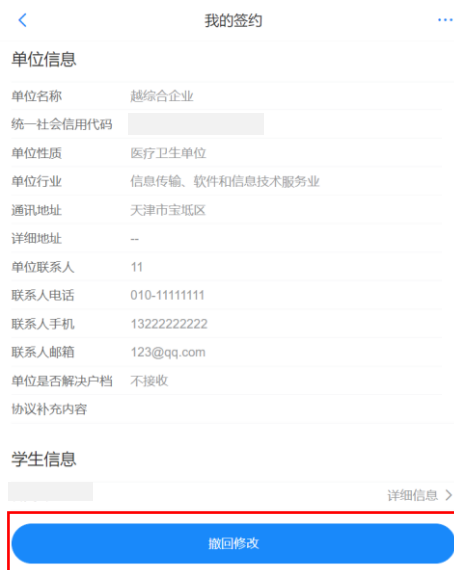 我的签约
单位信息
单位名称 越综合企业
统一社会信用代码
单位性质 医疗卫生单位
单位行业 信息传输、软件和信息技术服务业
通讯地址 天津市宝坻区
详细地址 --
单位联系人 11
联系人电话 010-11111111
联系人手机 13222222222
联系人邮箱 123@qq.com
单位是否解决户档 不接收
协议补充内容
学生信息
详细信息
撤回修改